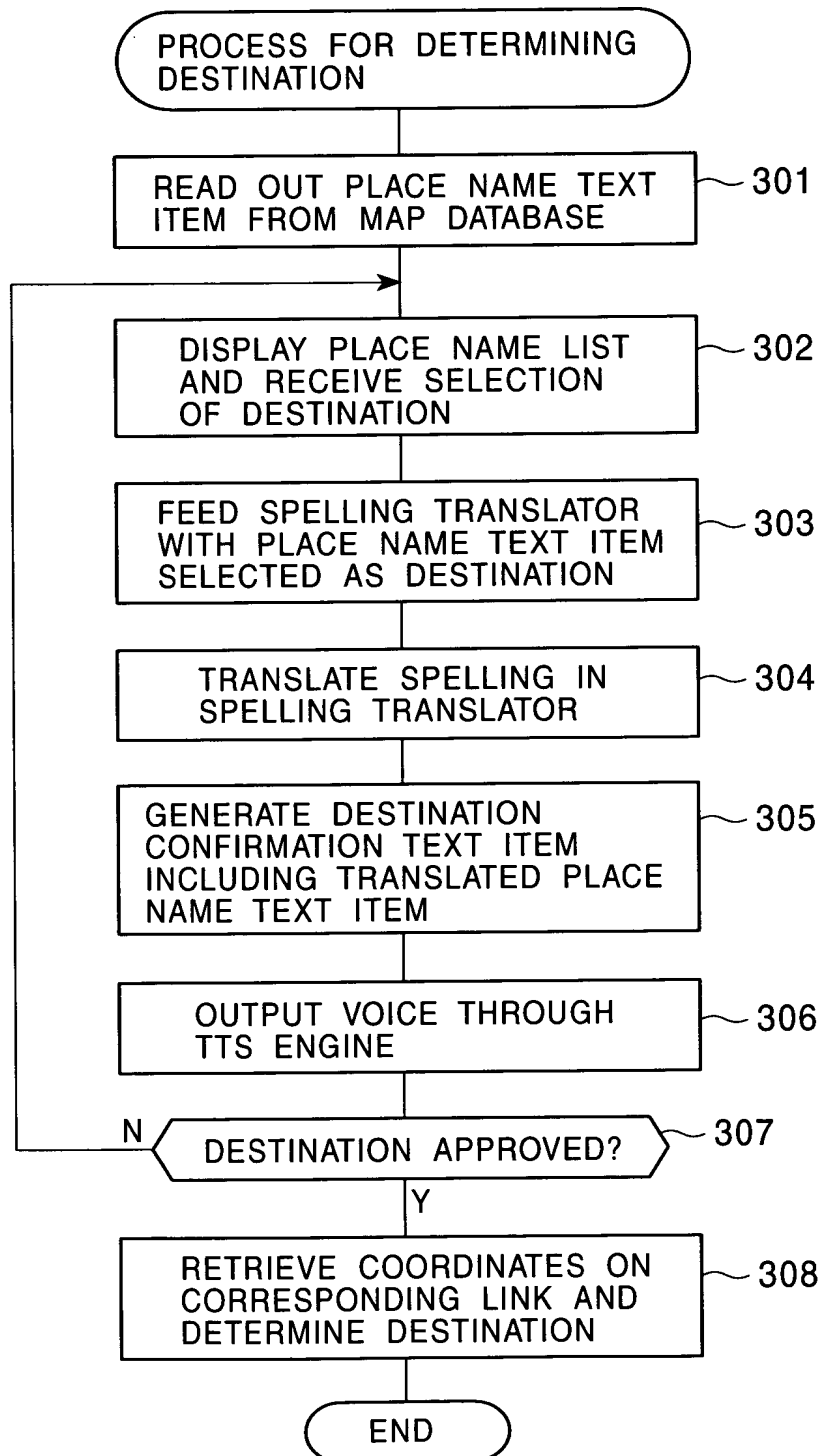 PROCESS FOR DETERMINING
DESTINATION
READ OUT PLACE NAME TEXT
ITEM FROM MAP DATABASE
301
DISPLAY PLACE NAME LIST
AND RECEIVE SELECTION
OF DESTINATION
302
FEED SPELLING TRANSLATOR
WITH PLACE NAME TEXT ITEM
SELECTED AS DESTINATION
303
TRANSLATE SPELLING IN
SPELLING TRANSLATOR
304
GENERATE DESTINATION
CONFIRMATION TEXT ITEM
INCLUDING TRANSLATED PLACE
NAME TEXT ITEM
305
OUTPUT VOICE THROUGH
TTS ENGINE
306
N
DESTINATION APPROVED?
307
Y
RETRIEVE COORDINATES ON
CORRESPONDING LINK AND
DETERMINE DESTINATION
308
END